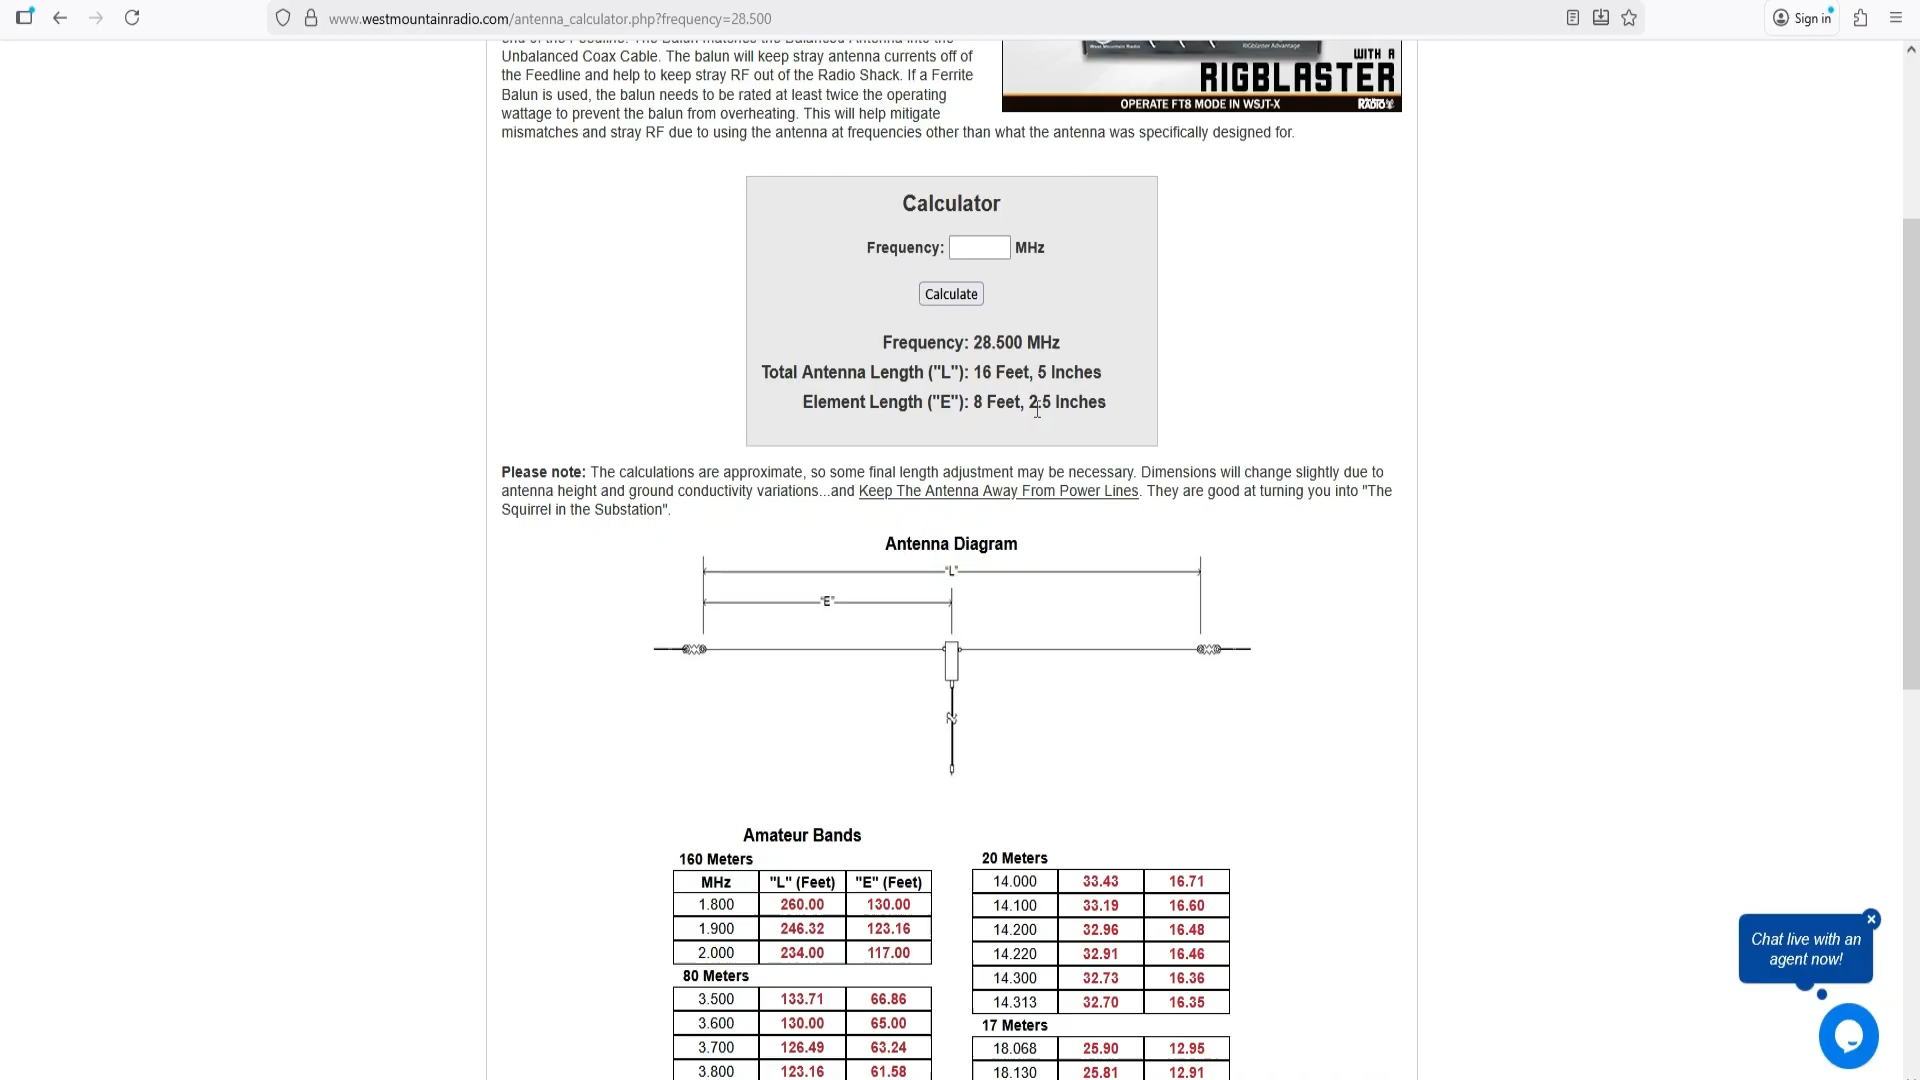 www.westmountainradio.com/antenna_calculator.php?frequency=28.500
Sign in
Unbalanced Coax Cable. The balun will keep stray antenna currents off of
the Feedline and help to keep stray RF out of the Radio Shack. If a Ferrite
Balun is used, the balun needs to be rated at least twice the operating
wattage to prevent the balun from overheating. This will help mitigate
mismatches and stray RF due to using the antenna at frequencies other than what the antenna was specifically designed for.
West Mountain Radio
RIGblaster Advantage
WITH A
RIGBLASTER
OPERATE FT8 MODE IN WSJT-X
Calculator
Frequency: MHz
Calculate
Frequency: 28.500 MHz
Total Antenna Length ("L"): 16 Feet, 5 Inches
Element Length ("E"): 8 Feet, 2.5 Inches
Please note: The calculations are approximate, so some final length adjustment may be necessary. Dimensions will change slightly due to
antenna height and ground conductivity variations...and Keep The Antenna Away From Power Lines. They are good at turning you into "The
Squirrel in the Substation".
Antenna Diagram
"L"
"E"
Amateur Bands
160 Meters
MHz "L" (Feet) "E" (Feet)
1.800 260.00 130.00
1.900 246.32 123.16
2.000 234.00 117.00
80 Meters
3.500 133.71 66.86
3.600 130.00 65.00
3.700 126.49 63.24
3.800 123.16 61.58
20 Meters
14.000 33.43 16.71
14.100 33.19 16.60
14.200 32.96 16.48
14.220 32.91 16.46
14.300 32.73 16.36
14.313 32.70 16.35
17 Meters
18.068 25.90 12.95
18.130 25.81 12.91
Chat live with an
agent now!